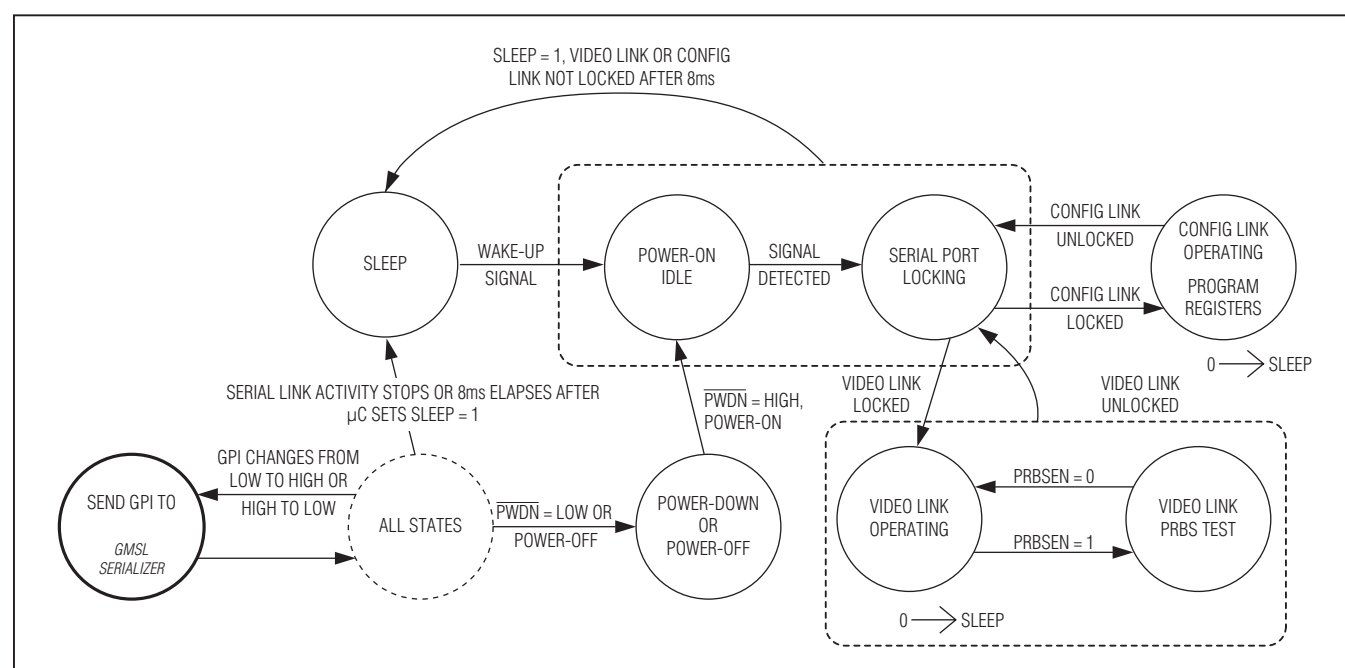 SLEEP = 1, VIDEO LINK OR CONFIG
LINK NOT LOCKED AFTER 8ms
SLEEP
WAKE-UP
SIGNAL
POWER-ON
IDLE
SIGNAL
DETECTED
SERIAL PORT
LOCKING
CONFIG LINK
UNLOCKED
CONFIG LINK
LOCKED
CONFIG LINK
OPERATING
PROGRAM
REGISTERS
0 → SLEEP
SERIAL LINK ACTIVITY STOPS OR 8ms ELAPSES AFTER
µC SETS SLEEP = 1
PWDN = HIGH,
POWER-ON
VIDEO LINK
LOCKED
VIDEO LINK
UNLOCKED
GPI CHANGES FROM
LOW TO HIGH OR
HIGH TO LOW
SEND GPI TO
GMSL
SERIALIZER
ALL STATES
PWDN = LOW OR
POWER-OFF
POWER-DOWN
OR
POWER-OFF
VIDEO LINK
OPERATING
PRBSEN = 0
PRBSEN = 1
VIDEO LINK
PRBS TEST
0 → SLEEP